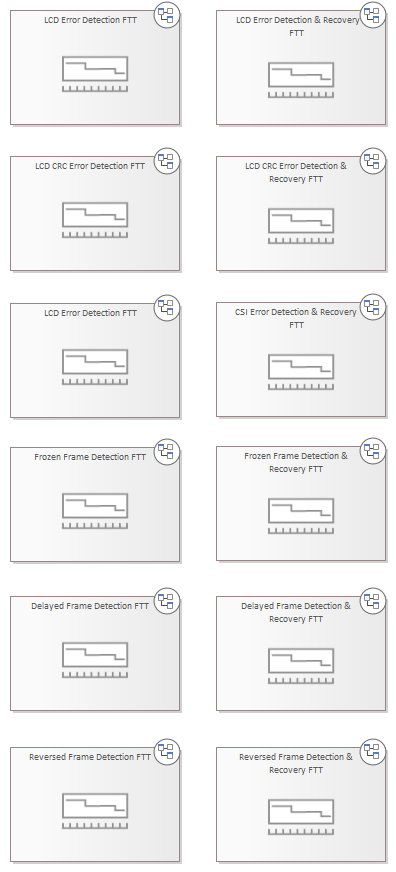 LCD Error Detection FTT
LCD Error Detection & Recovery
FTT
LCD CRC Error Detection FTT
LCD CRC Error Detection &
Recovery FTT
LCD Error Detection FTT
CSI Error Detection & Recovery
FTT
Frozen Frame Detection FTT
Frozen Frame Detection &
Recovery FTT
Delayed Frame Detection FTT
Delayed Frame Detection &
Recovery FTT
Reversed Frame Detection FTT
Reversed Frame Detection &
Recovery FTT